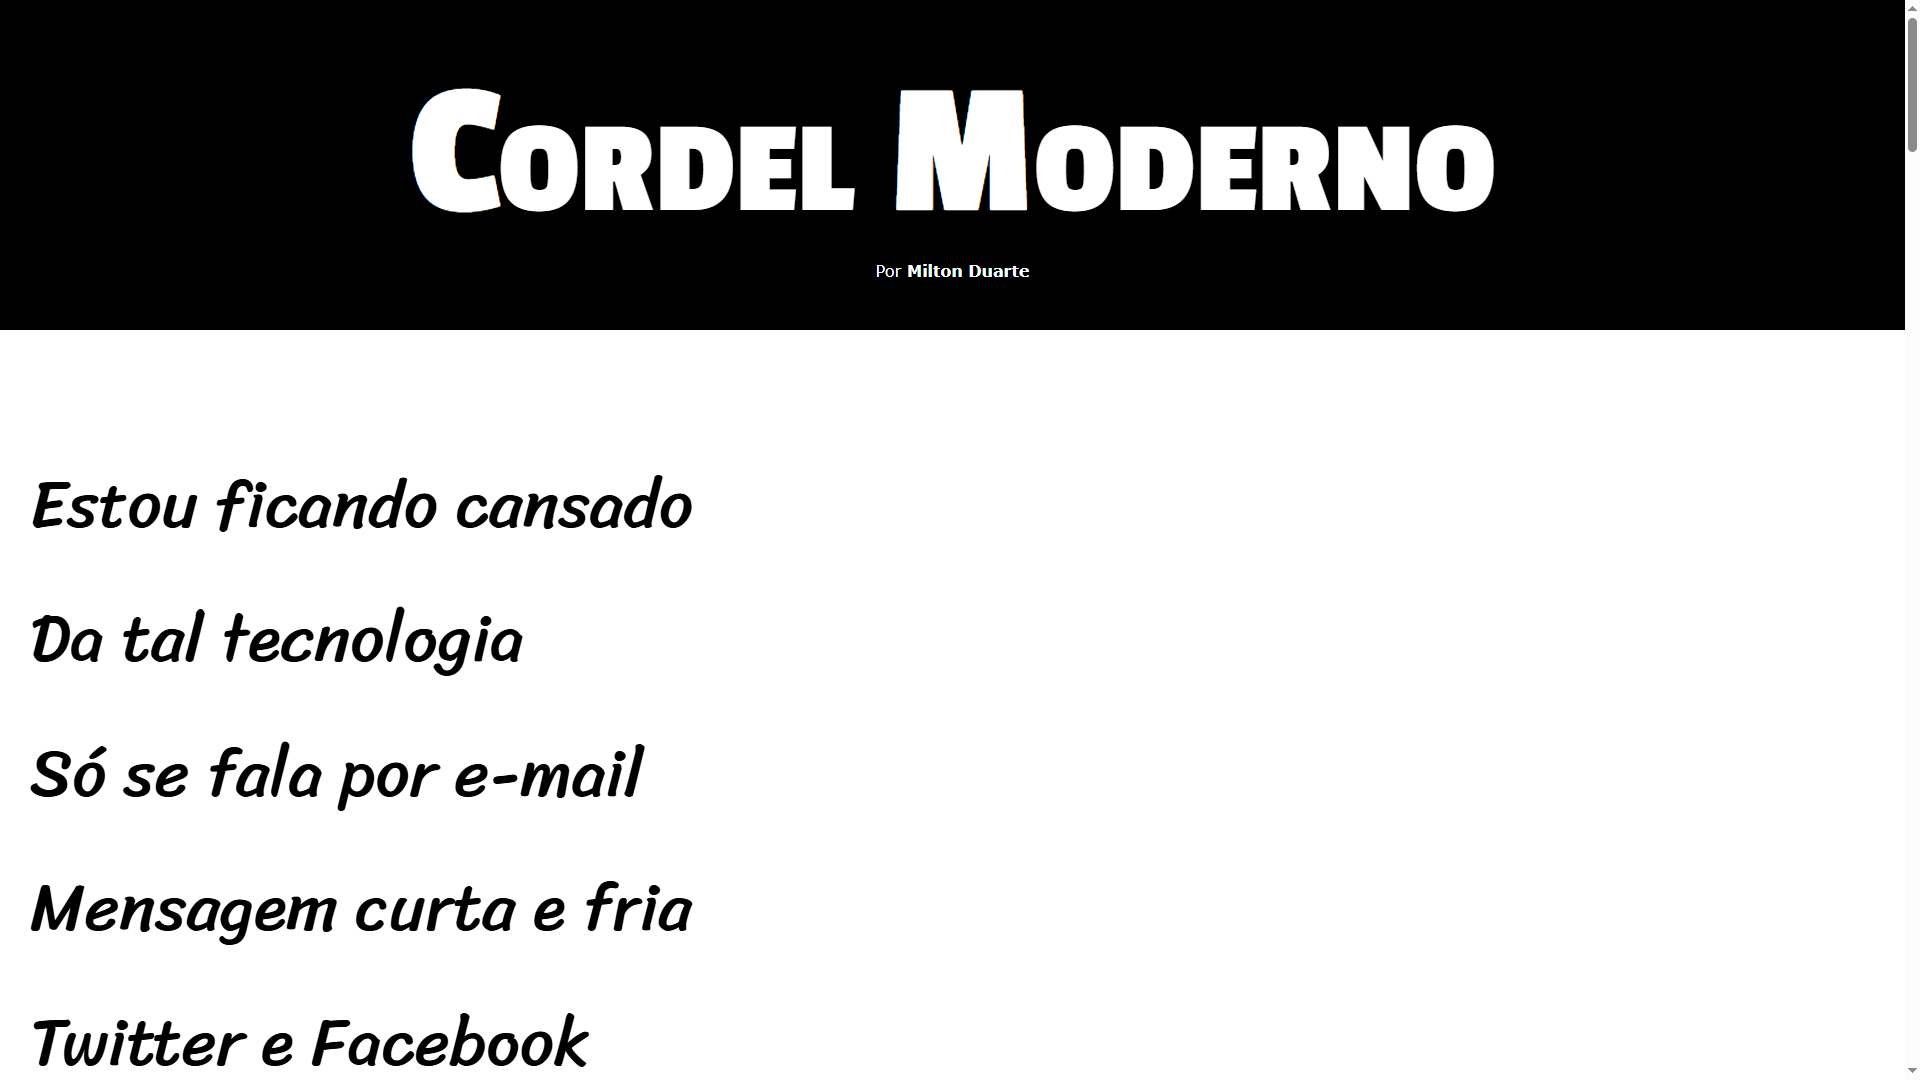 Cordel Moderno
Por Milton Duarte
Estou ficando cansado
Da tal tecnologia
Só se fala por e-mail
Mensagem curta e fria
Twitter e Facebook